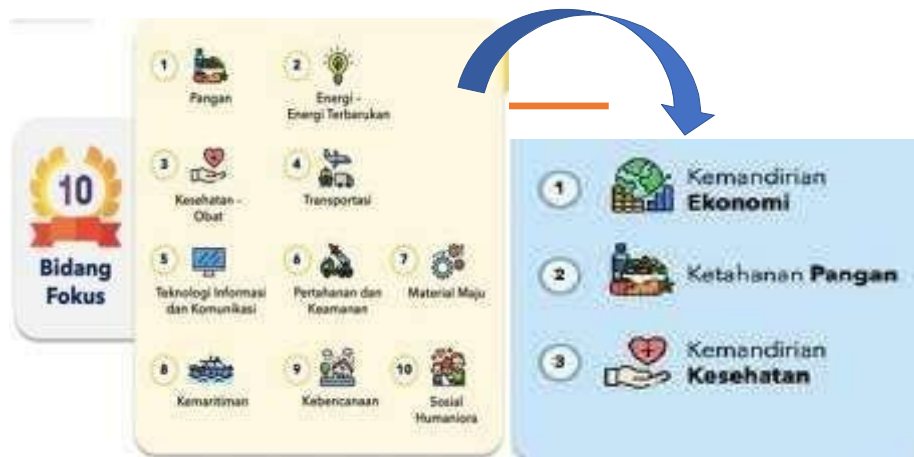 10
Bidang
Fokus
1
Pangan
2
Energi -
Energi Terbarukan
3
Kesehatan -
Obat
4
Transportasi
5
Teknologi Informasi
dan Komunikasi
6
Pertahanan dan
Keamanan
7
Material Maju
8
Kemaritiman
9
Kebencanaan
10
Sosial
Humaniora
1
Kemandirian
Ekonomi
2
Ketahanan Pangan
3
Kemandirian
Kesehatan